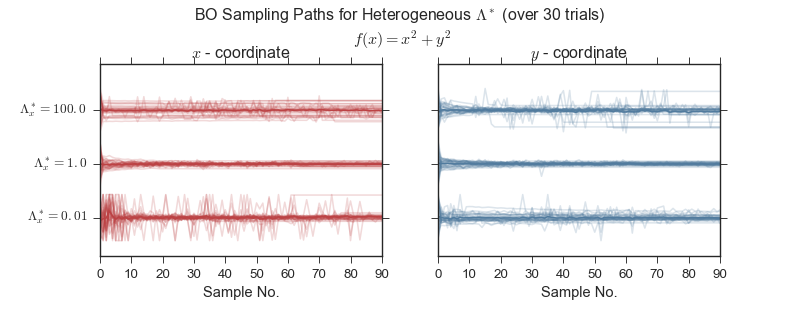 BO Sampling Paths for Heterogeneous Λ* (over 30 trials)
f(x) = x² + y²
x - coordinate
y - coordinate
Λ*ₓ = 100.0
Λ*ₓ = 1.0
Λ*ₓ = 0.01
0 10 20 30 40 50 60 70 80 90
0 10 20 30 40 50 60 70 80 90
Sample No.
Sample No.